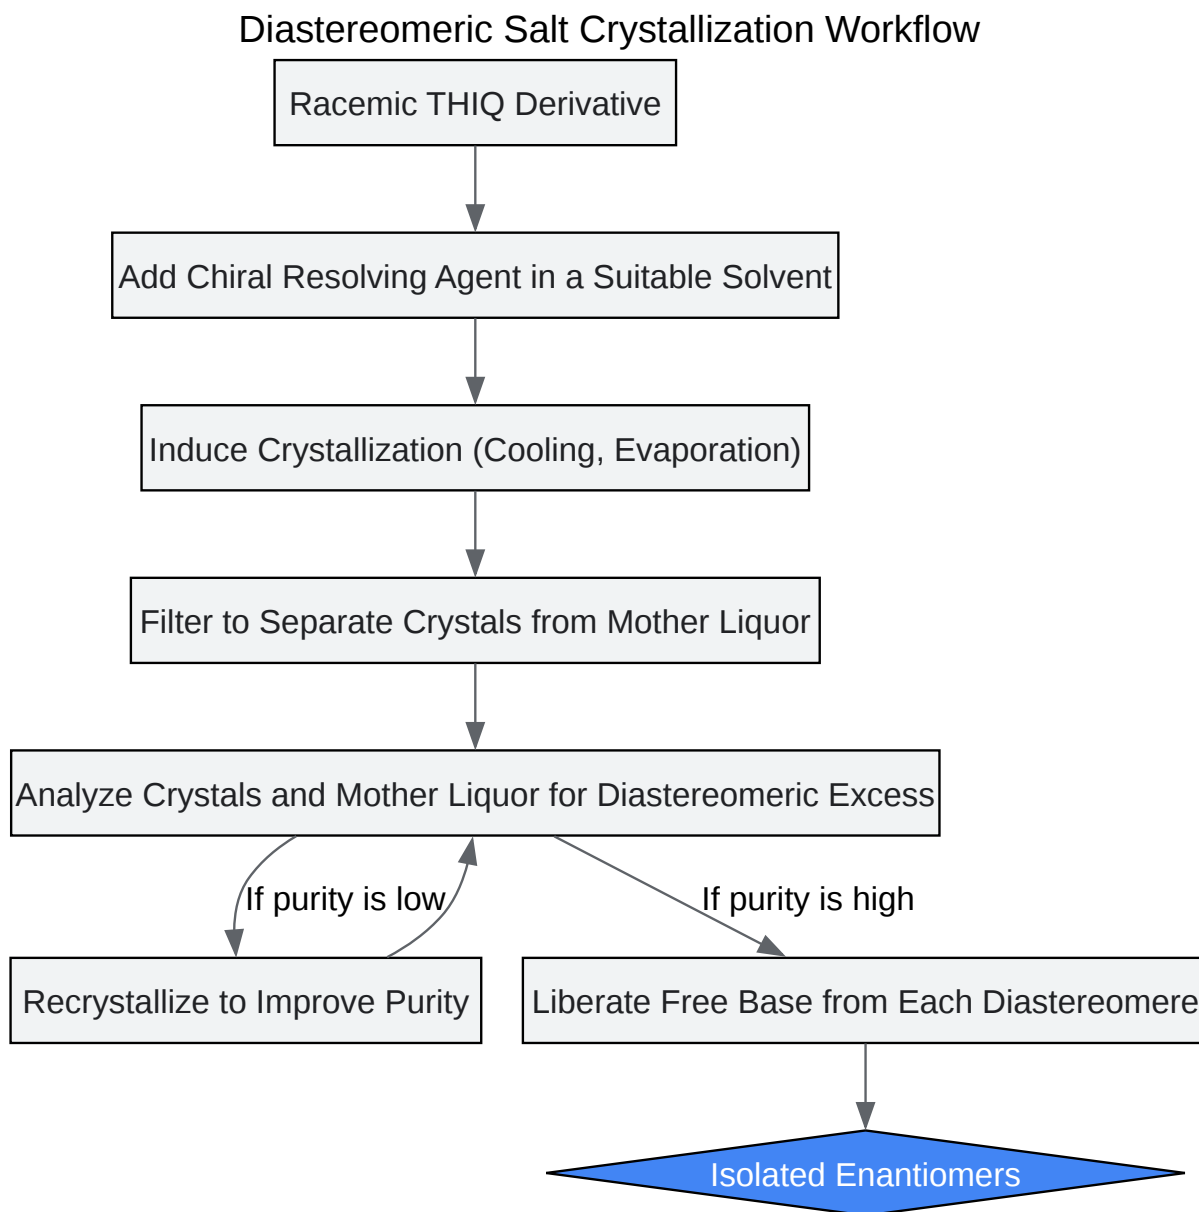 Diastereomeric Salt Crystallization Workflow
Racemic THIQ Derivative
Add Chiral Resolving Agent in a Suitable Solvent
Induce Crystallization (Cooling, Evaporation)
Filter to Separate Crystals from Mother Liquor
Analyze Crystals and Mother Liquor for Diastereomeric Excess
If purity is low
If purity is high
Recrystallize to Improve Purity
Liberate Free Base from Each Diastereomere
Isolated Enantiomers